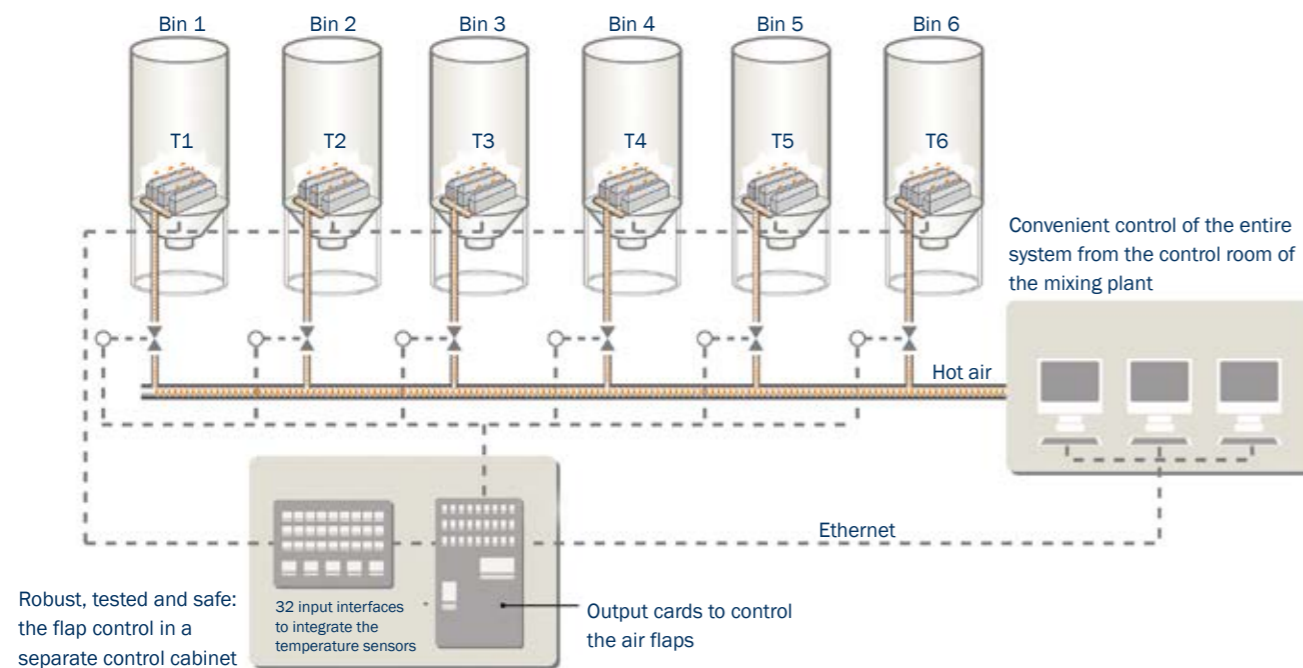 Bin 1
Bin 2
Bin 3
Bin 4
Bin 5
Bin 6
T1
T2
T3
T4
T5
T6
Convenient control of the entire
system from the control room of
the mixing plant
Hot air
Ethernet
Robust, tested and safe:
the flap control in a
separate control cabinet
32 input interfaces
to integrate the
temperature sensors
Output cards to control
the air flaps